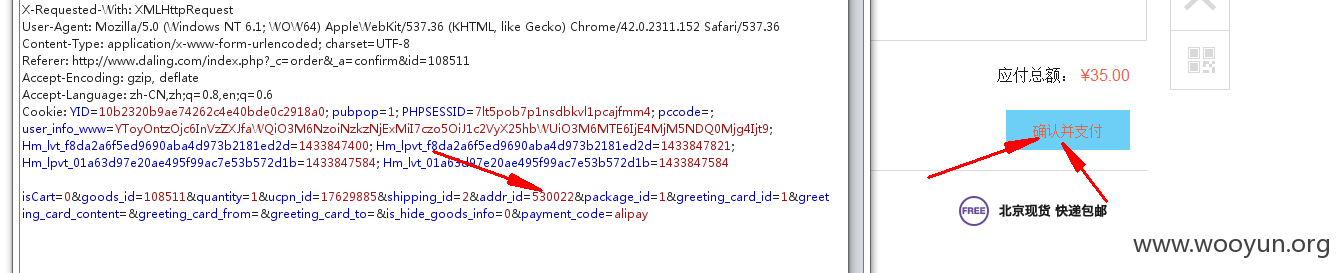 X-Requested-With: XMLHttpRequest
User-Agent: Mozilla/5.0 (Windows NT 6.1; WOW64) AppleWebKit/537.36 (KHTML, like Gecko) Chrome/42.0.2311.152 Safari/537.36
Content-Type: application/x-www-form-urlencoded; charset=UTF-8
Referer: http://www.daling.com/index.php?_c=order&_a=confirm&id=108511
Accept-Encoding: gzip, deflate
Accept-Language: zh-CN,zh;q=0.8,en;q=0.6
Cookie: YID=10b2320b9ae74262c4e40bde0c2918a0; pubpop=1; PHPSESSID=7lt5pob7p1nsdbkvl1pcajfmm4; pccode=;
user_info_www=YToyOntzOjc6InVzZXJfaWQiO3M6NzoiNzkzNjExMiI7czo5OiJ1c2VyX25hbWUiO3M6MTE6IjE4MjM5NDQ0Mjg4Ijt9;
Hm_lvt_f8da2a6f5ed9690aba4d973b2181ed2d=1433847400; Hm_lpvt_f8da2a6f5ed9690aba4d973b2181ed2d=1433847821;
Hm_lpvt_01a63d97e20ae495f99ac7e53b572d1b=1433847584; Hm_lvt_01a63d97e20ae495f99ac7e53b572d1b=1433847584
isCart=0&goods_id=108511&quantity=1&ucpn_id=17629885&shipping_id=2&addr_id=530022&package_id=1&greeting_card_id=1&greet
ing_card_content=&greeting_card_from=&greeting_card_to=&is_hide_goods_info=0&payment_code=alipay
应付总额： ¥35.00
确认并支付
FREE 北京现货 快递包邮
www.wooyun.org